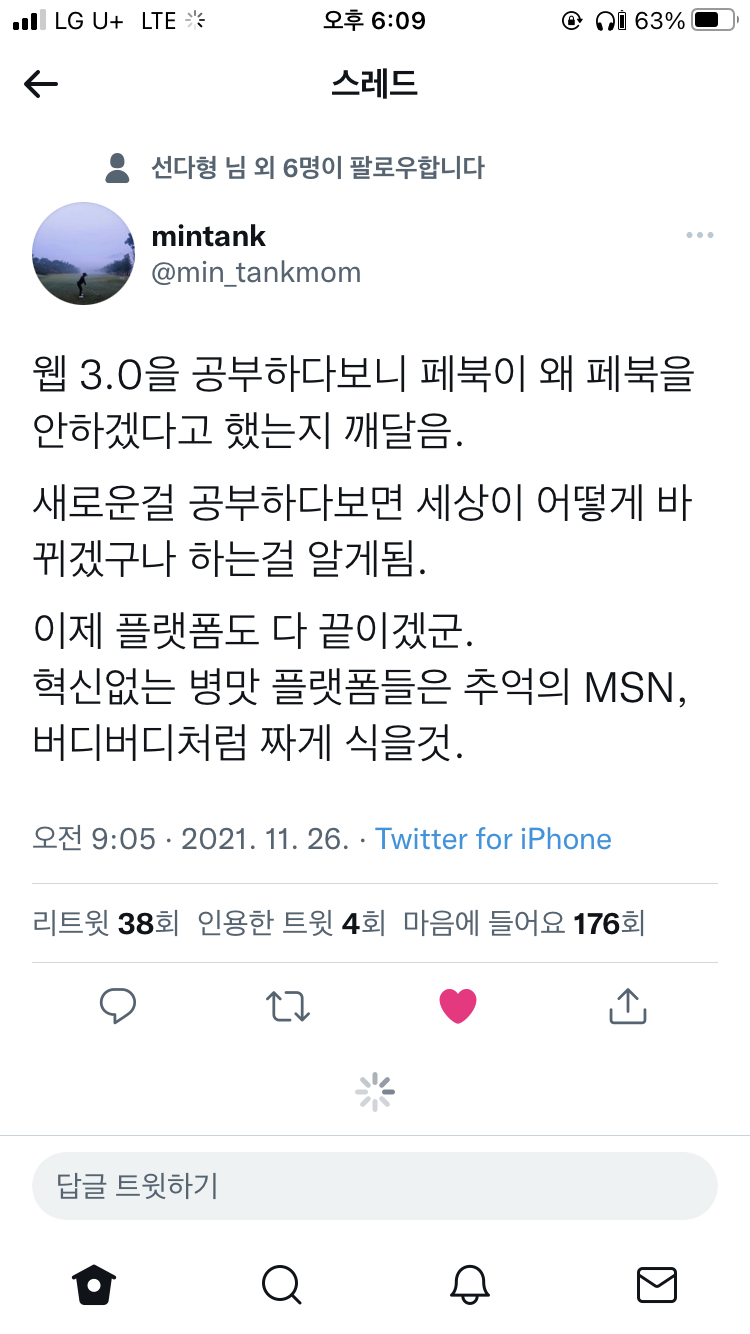 LG U+ LTE 오후 6:09 63%
스레드
선다형 님 외 6명이 팔로우합니다
mintank
@min_tankmom
웹 3.0을 공부하다보니 페북이 왜 페북을
안하겠다고 했는지 깨달음.
새로운걸 공부하다보면 세상이 어떻게 바
뀌겠구나 하는걸 알게됨.
이제 플랫폼도 다 끝이겠군.
혁신없는 병맛 플랫폼들은 추억의 MSN,
버디버디처럼 짜게 식을것.
오전 9:05 · 2021. 11. 26. · Twitter for iPhone
리트윗 38회 인용한 트윗 4회 마음에 들어요 176회
답글 트윗하기